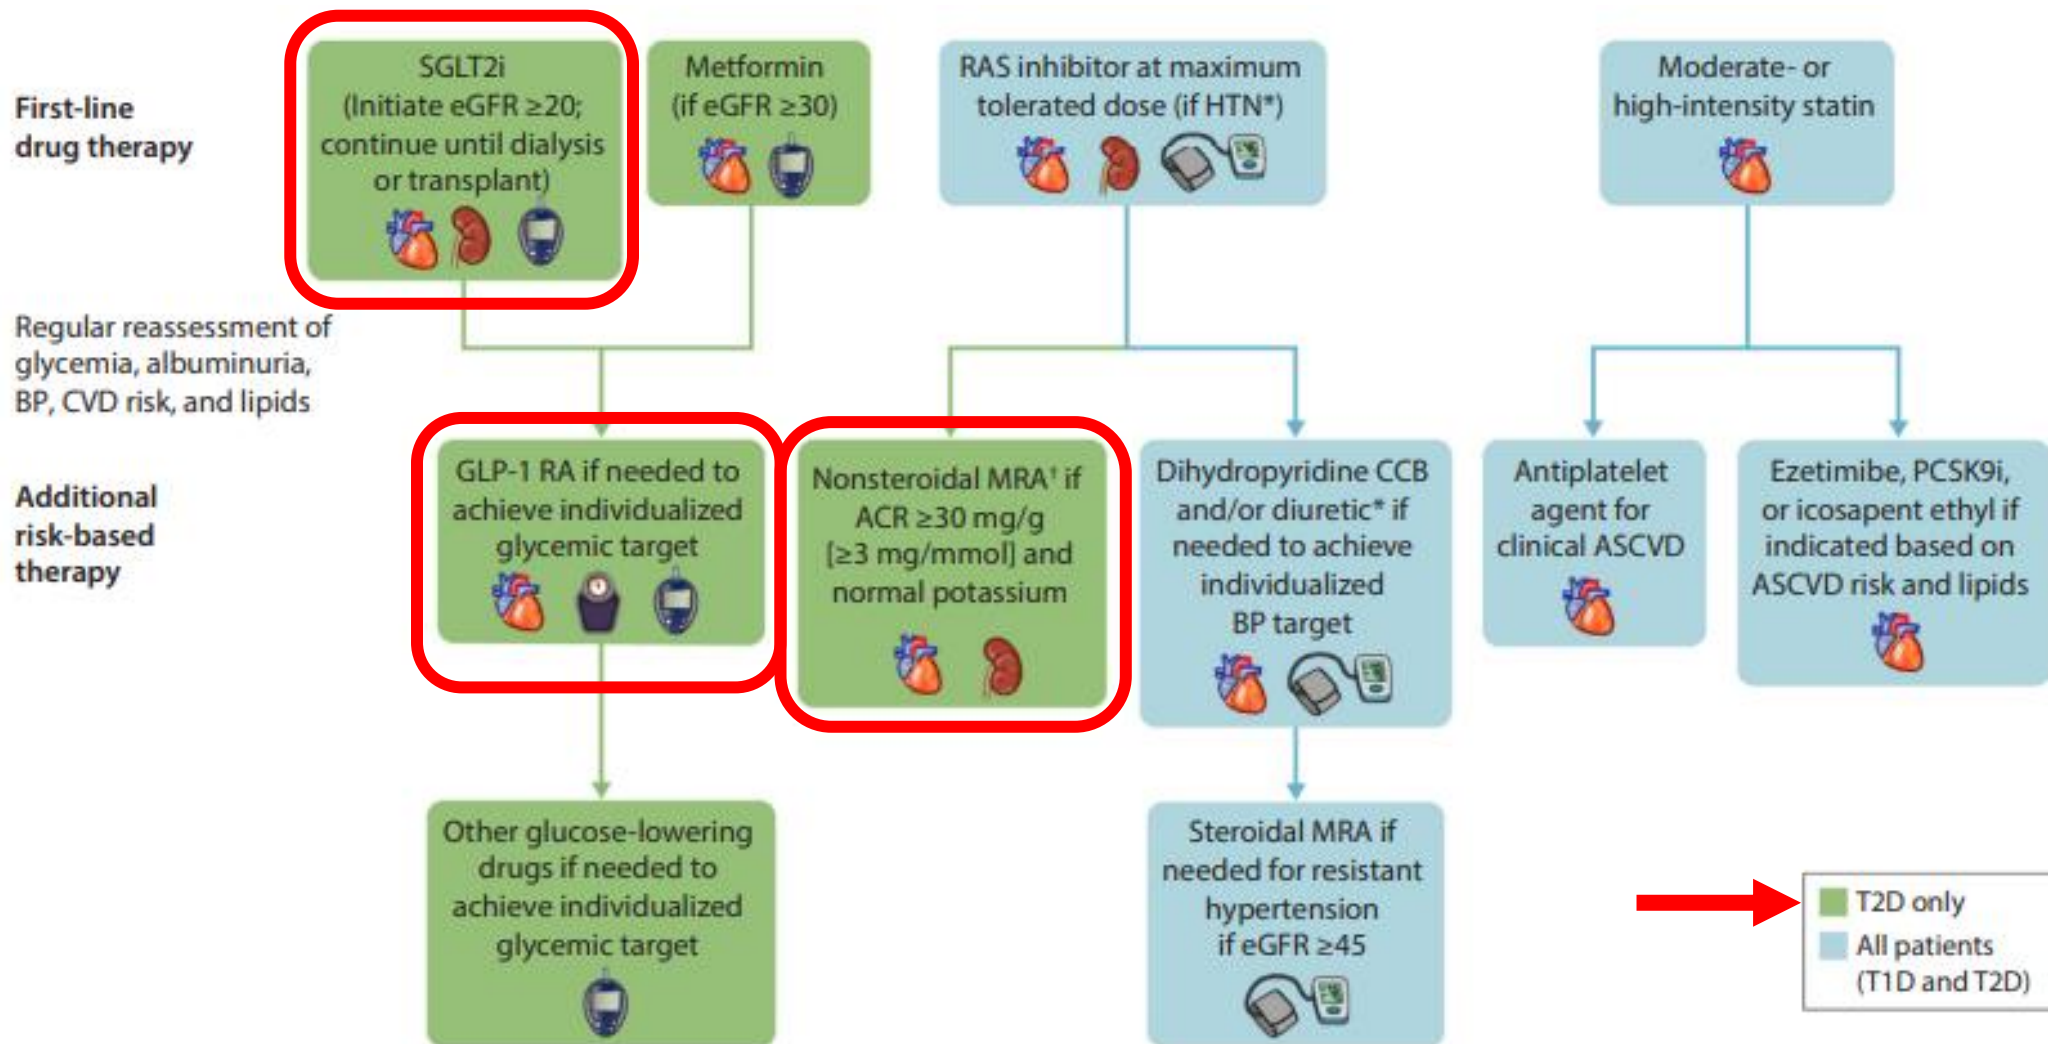 First-line
drug therapy
SGLT2i
(Initiate eGFR ≥20;
continue until dialysis
or transplant)
Metformin
(if eGFR ≥30)
RAS inhibitor at maximum
tolerated dose (if HTN*)
Moderate- or
high-intensity statin
Regular reassessment of
glycemia, albuminuria,
BP, CVD risk, and lipids
Additional
risk-based
therapy
GLP-1 RA if needed to
achieve individualized
glycemic target
Nonsteroidal MRA† if
ACR ≥30 mg/g
[≥3 mg/mmol] and
normal potassium
Dihydropyridine CCB
and/or diuretic* if
needed to achieve
individualized
BP target
Antiplatelet
agent for
clinical ASCVD
Ezetimibe, PCSK9i,
or icosapent ethyl if
indicated based on
ASCVD risk and lipids
Other glucose-lowering
drugs if needed to
achieve individualized
glycemic target
Steroidal MRA if
needed for resistant
hypertension
if eGFR ≥45
T2D only
All patients
(T1D and T2D)